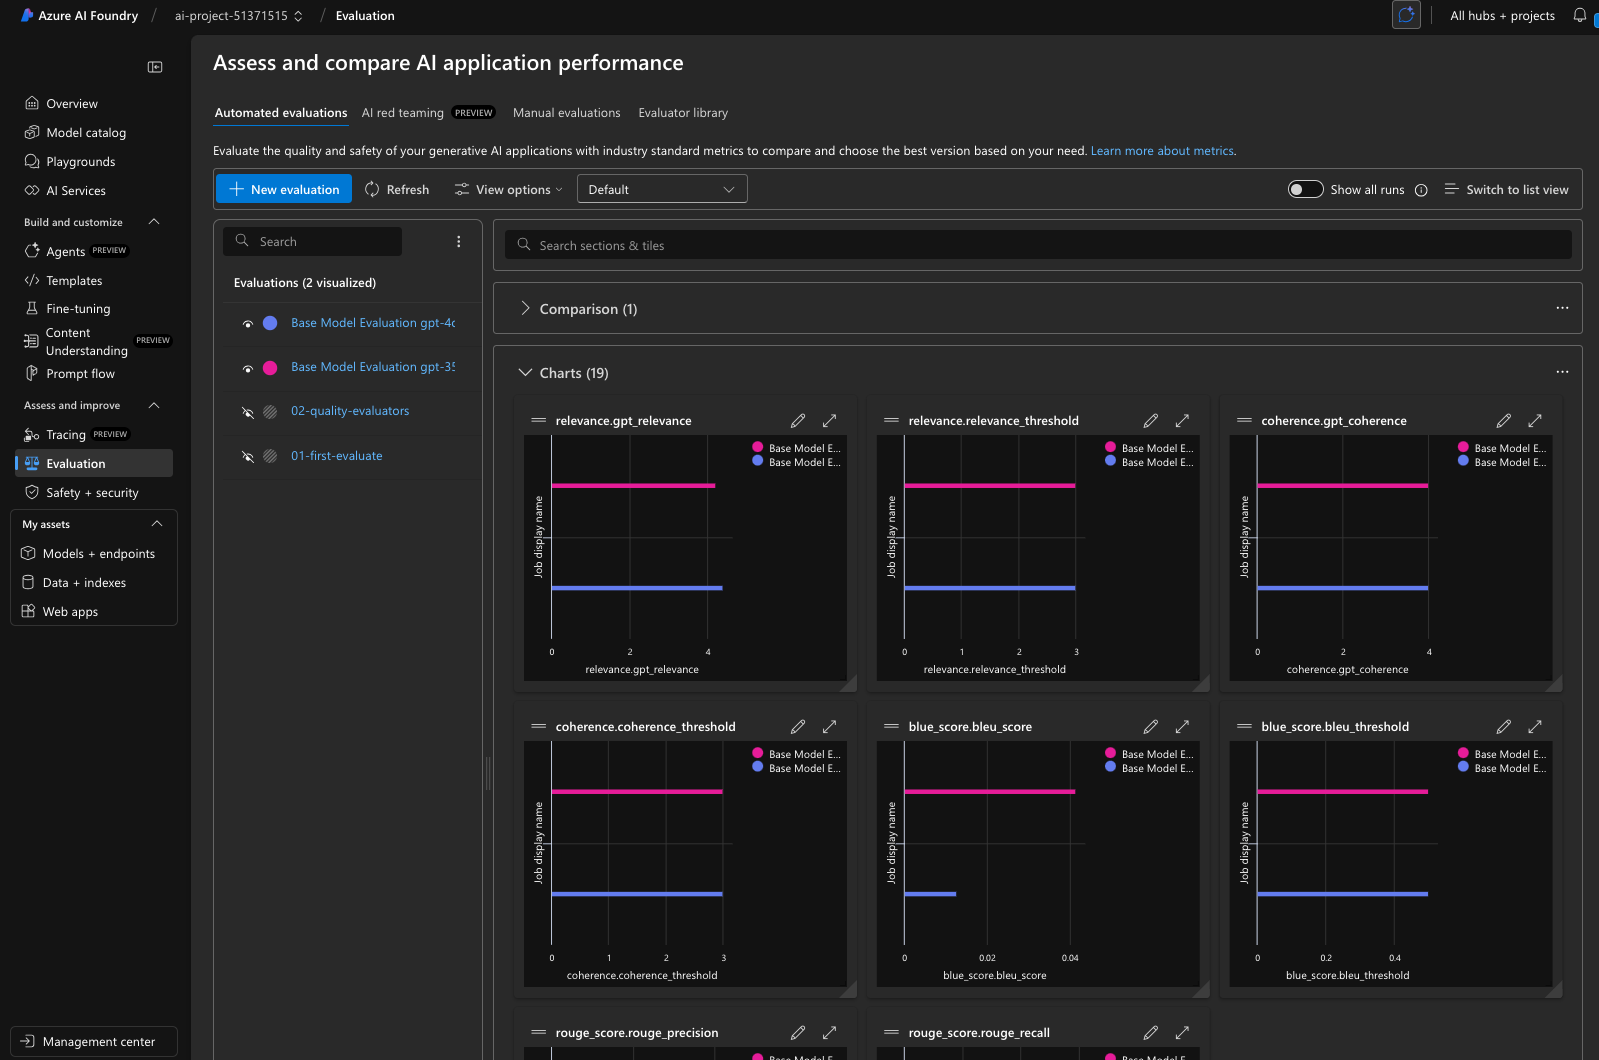 Azure AI Foundry / ai-project-51371515 / Evaluation
All hubs + projects
Overview
Model catalog
Playgrounds
AI Services
Build and customize
Agents PREVIEW
Templates
Fine-tuning
Content
Understanding PREVIEW
Prompt flow
Assess and improve
Tracing PREVIEW
Evaluation
Safety + security
My assets
Models + endpoints
Data + indexes
Web apps
Management center
Assess and compare AI application performance
Automated evaluations AI red teaming PREVIEW Manual evaluations Evaluator library
Evaluate the quality and safety of your generative AI applications with industry standard metrics to compare and choose the best version based on your need. Learn more about metrics.
New evaluation Refresh View options Default Show all runs Switch to list view
Search
Evaluations (2 visualized)
Base Model Evaluation gpt-4o
Base Model Evaluation gpt-35
02-quality-evaluators
01-first-evaluate
Search sections & tiles
Comparison (1)
Charts (19)
relevance.gpt_relevance
Base Model E...
Base Model E...
Job display name
0 2 4
relevance.gpt_relevance
relevance.relevance_threshold
Base Model E...
Base Model E...
Job display name
0 1 2 3
relevance.relevance_threshold
coherence.gpt_coherence
Base Model E...
Base Model E...
Job display name
0 2 4
coherence.gpt_coherence
coherence.coherence_threshold
Base Model E...
Base Model E...
Job display name
0 1 2 3
coherence.coherence_threshold
blue_score.bleu_score
Base Model E...
Base Model E...
Job display name
0 0.02 0.04
blue_score.bleu_score
blue_score.bleu_threshold
Base Model E...
Base Model E...
Job display name
0 0.2 0.4
blue_score.bleu_threshold
rouge_score.rouge_precision
Base Model E...
rouge_score.rouge_recall
Base Model E...